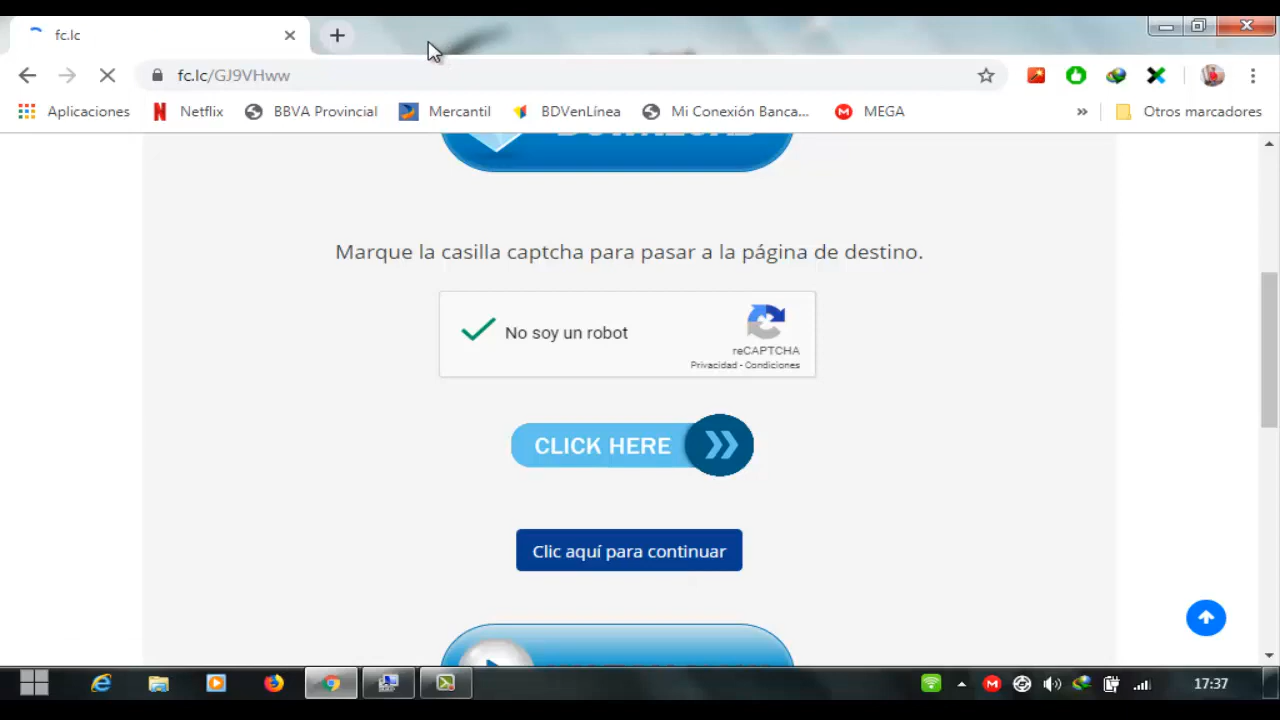 fc.lc
fc.lc/GJ9VHww
Aplicaciones
Netflix
BBVA Provincial
Mercantil
BDVenLínea
Mi Conexión Banca...
MEGA
Otros marcadores
DOWNLOAD
Marque la casilla captcha para pasar a la página de destino.
No soy un robot
reCAPTCHA
Privacidad - Condiciones
CLICK HERE
Clic aquí para continuar
17:37